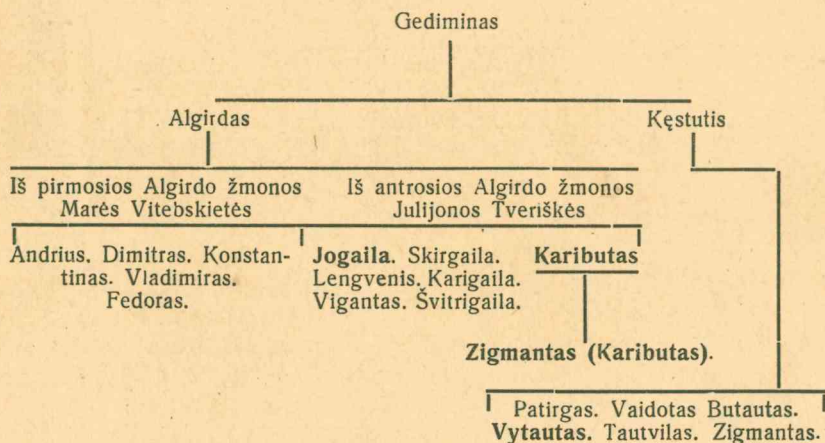 Gediminas
Algirdas
Kęstutis
Iš pirmosios Algirdo žmonos
Marės Vitebskietės
Iš antrosios Algirdo žmonos
Julijonos Tveriškės
Andrius. Dimitras. Konstan-
tinas. Vladimiras.
Fedoras.
Jogaila. Skirgaila.
Lengvenis. Karigaila.
Vigantas. Švitrigaila.
Kaributas
Zigmantas (Kaributas).
Patirgas. Vaidotas Butautas.
Vytautas. Tautvilas. Zigmantas.